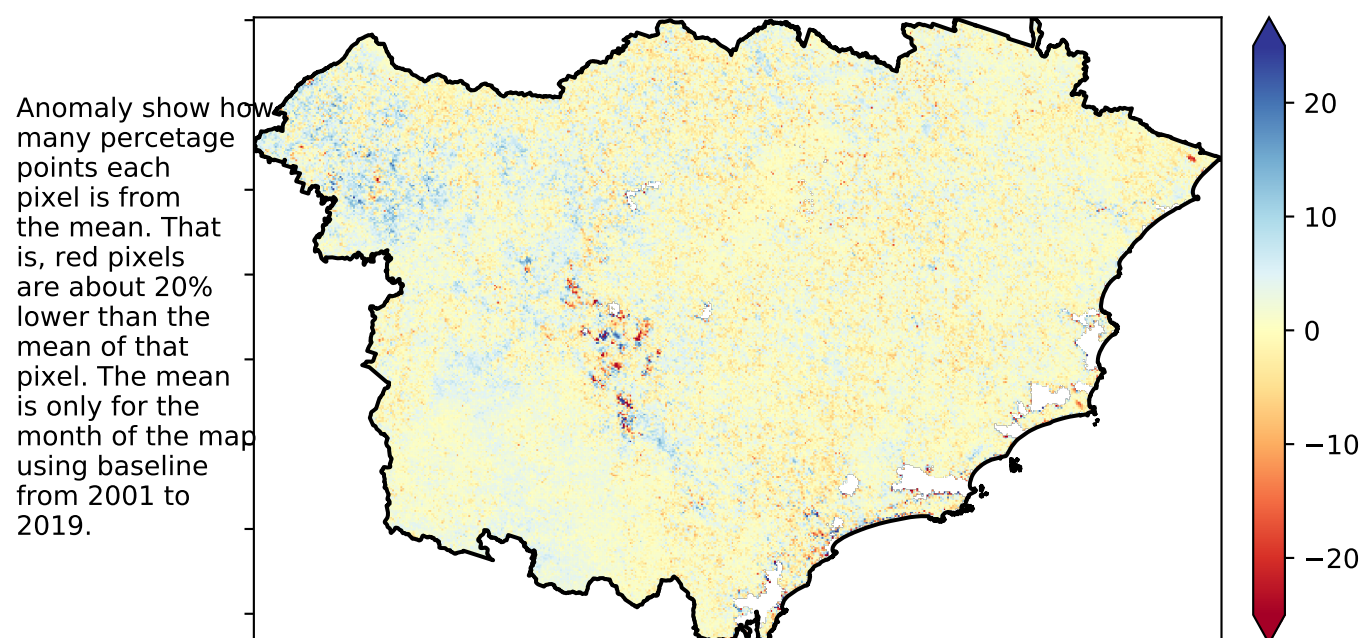 Anomaly show how
many percetage
points each
pixel is from
the mean. That
is, red pixels
are about 20%
lower than the
mean of that
pixel. The mean
is only for the
month of the map
using baseline
from 2001 to
2019.
20
10
0
−10
−20